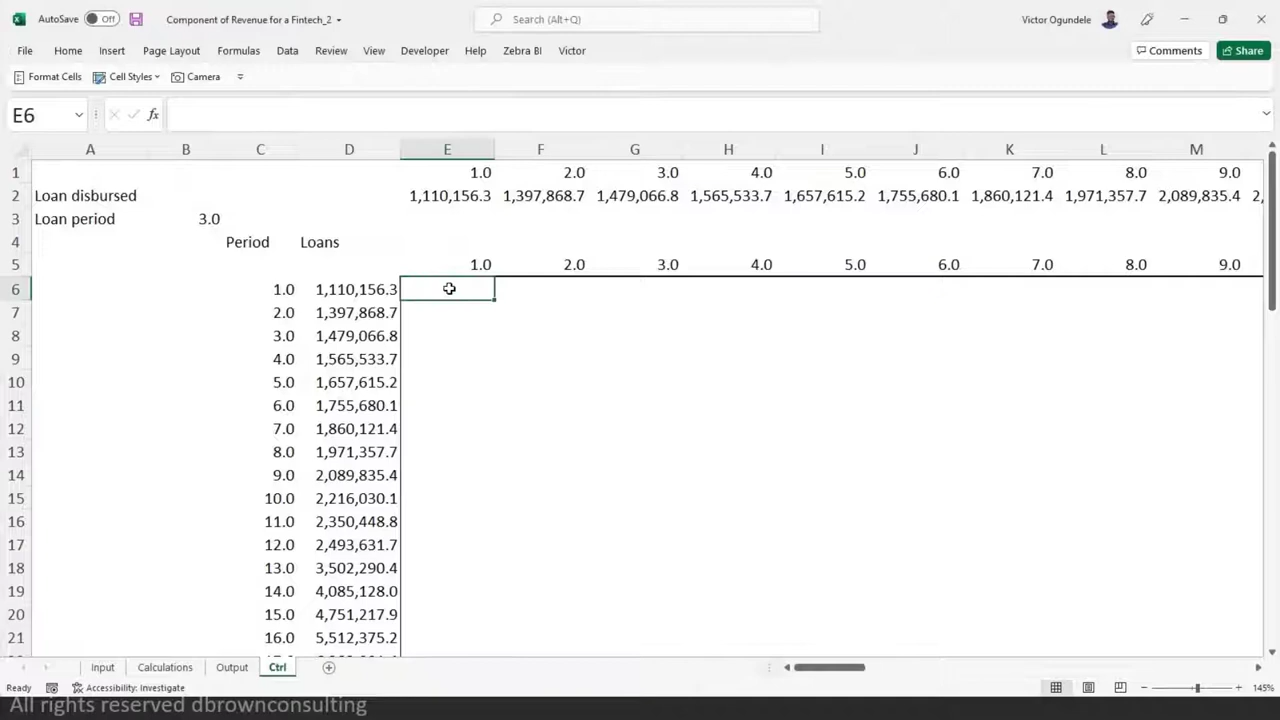 AutoSave Off Component of Revenue for a Fintech_2 Search (Alt+Q) Victor Ogundele
File Home Insert Page Layout Formulas Data Review View Developer Help Zebra BI Victor Comments Share
Format Cells Cell Styles Camera
E6 fx
A B C D E F G H I J K L M
1 1.0 2.0 3.0 4.0 5.0 6.0 7.0 8.0 9.0
2 Loan disbursed 1,110,156.3 1,397,868.7 1,479,066.8 1,565,533.7 1,657,615.2 1,755,680.1 1,860,121.4 1,971,357.7 2,089,835.4 2,
3 Loan period 3.0
4 Period Loans
5 1.0 2.0 3.0 4.0 5.0 6.0 7.0 8.0 9.0
6 1.0 1,110,156.3
7 2.0 1,397,868.7
8 3.0 1,479,066.8
9 4.0 1,565,533.7
10 5.0 1,657,615.2
11 6.0 1,755,680.1
12 7.0 1,860,121.4
13 8.0 1,971,357.7
14 9.0 2,089,835.4
15 10.0 2,216,030.1
16 11.0 2,350,448.8
17 12.0 2,493,631.7
18 13.0 3,502,290.4
19 14.0 4,085,128.0
20 15.0 4,751,217.9
21 16.0 5,512,375.2
Input Calculations Output Ctrl
Ready Accessibility: Investigate 145%
All rights reserved dbrownconsulting